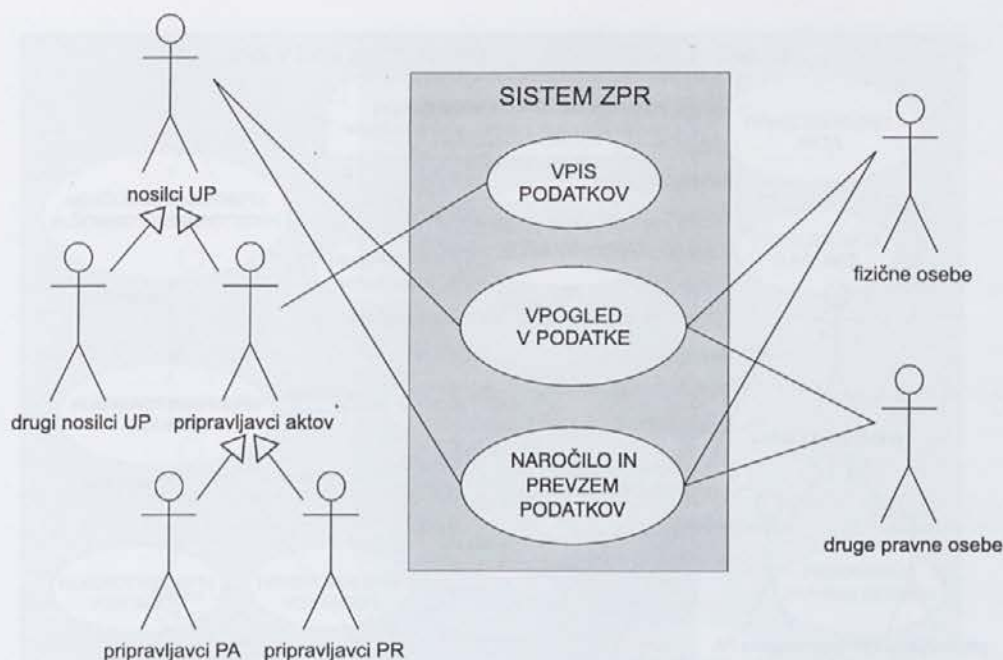 SISTEM ZPR
VPIS
PODATKOV
VPOGLED
V PODATKE
NAROČILO IN
PREVZEM
PODATKOV
nosilci UP
drugi nosilci UP
pripravljavci aktov
pripravljavci PA
pripravljavci PR
fizične osebe
druge pravne osebe